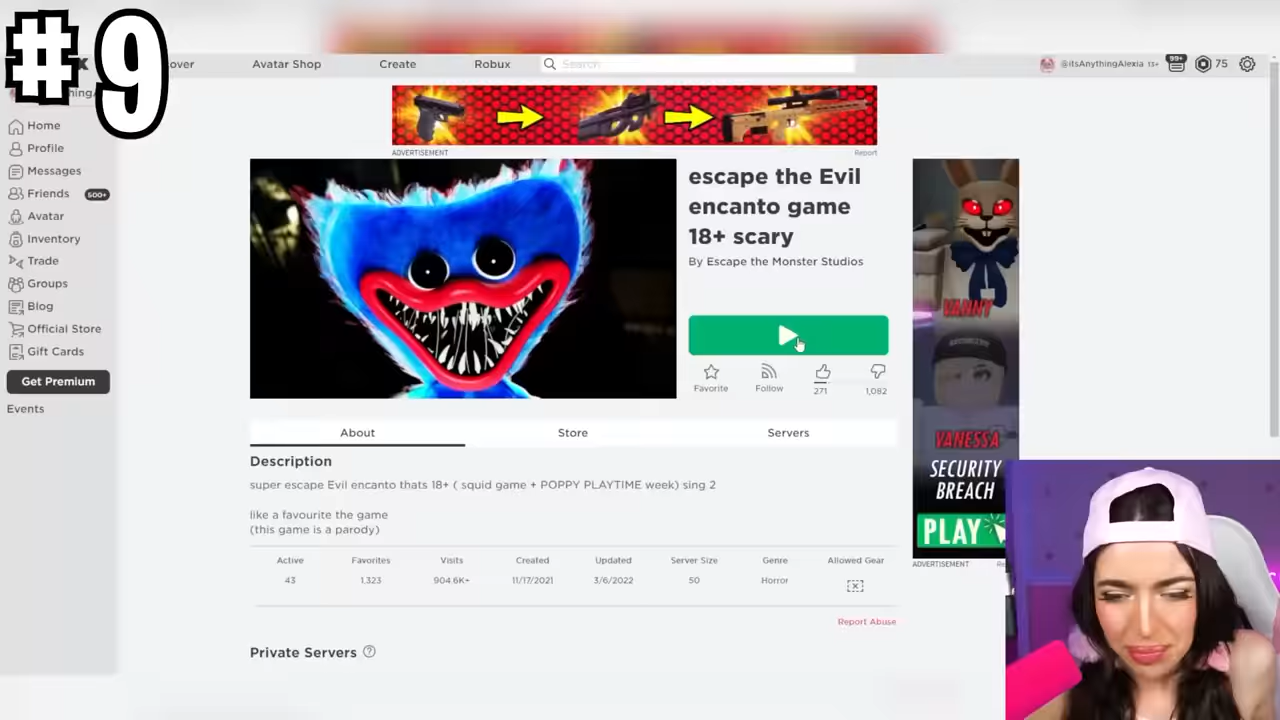 #9
over
Avatar Shop
Create
Robux
Search
@itsAnythingAlexia 13+
99+
75
Home
Profile
Messages
Friends 500+
Avatar
Inventory
Trade
Groups
Blog
Official Store
Gift Cards
Get Premium
Events
ADVERTISEMENT
Report
escape the Evil
encanto game
18+ scary
By Escape the Monster Studios
Favorite
Follow
271
1,082
About
Store
Servers
Description
super escape Evil encanto thats 18+ ( squid game + POPPY PLAYTIME week) sing 2
like a favourite the game
(this game is a parody)
Active Favorites Visits Created Updated Server Size Genre Allowed Gear
43 1,323 904.6K+ 11/17/2021 3/6/2022 50 Horror
Report Abuse
Private Servers
VANNY
VANESSA
SECURITY
BREACH
PLAY
ADVERTISEMENT
Re